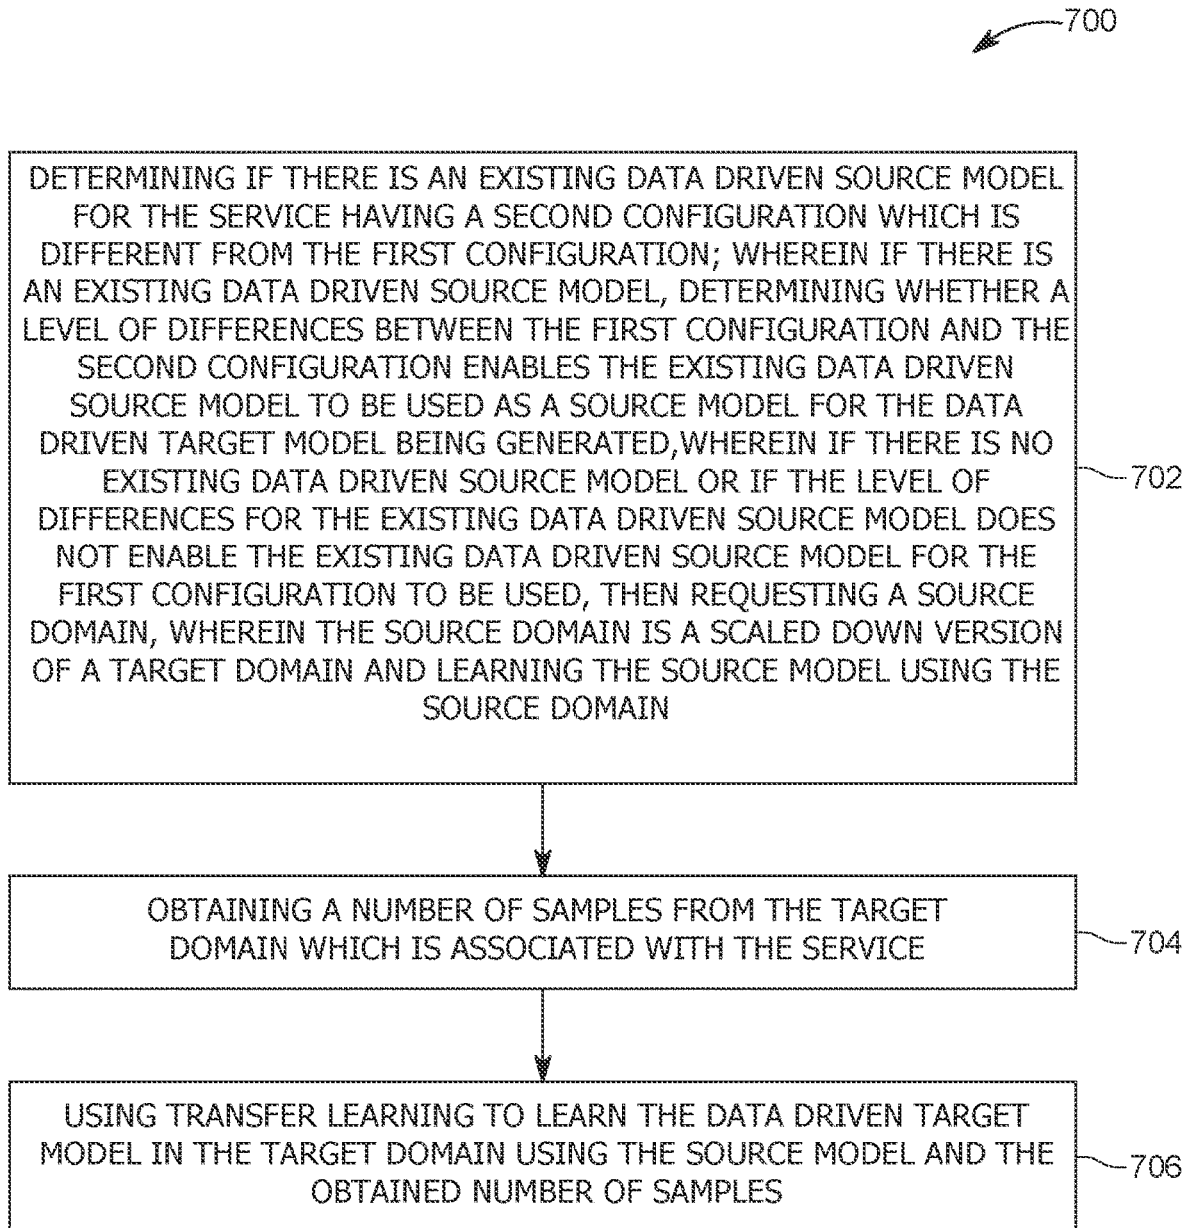 700
DETERMINING IF THERE IS AN EXISTING DATA DRIVEN SOURCE MODEL
FOR THE SERVICE HAVING A SECOND CONFIGURATION WHICH IS
DIFFERENT FROM THE FIRST CONFIGURATION; WHEREIN IF THERE IS
AN EXISTING DATA DRIVEN SOURCE MODEL, DETERMINING WHETHER A
LEVEL OF DIFFERENCES BETWEEN THE FIRST CONFIGURATION AND THE
SECOND CONFIGURATION ENABLES THE EXISTING DATA DRIVEN
SOURCE MODEL TO BE USED AS A SOURCE MODEL FOR THE DATA
DRIVEN TARGET MODEL BEING GENERATED,WHEREIN IF THERE IS NO
EXISTING DATA DRIVEN SOURCE MODEL OR IF THE LEVEL OF
DIFFERENCES FOR THE EXISTING DATA DRIVEN SOURCE MODEL DOES
NOT ENABLE THE EXISTING DATA DRIVEN SOURCE MODEL FOR THE
FIRST CONFIGURATION TO BE USED, THEN REQUESTING A SOURCE
DOMAIN, WHEREIN THE SOURCE DOMAIN IS A SCALED DOWN VERSION
OF A TARGET DOMAIN AND LEARNING THE SOURCE MODEL USING THE
SOURCE DOMAIN
702
OBTAINING A NUMBER OF SAMPLES FROM THE TARGET
DOMAIN WHICH IS ASSOCIATED WITH THE SERVICE
704
USING TRANSFER LEARNING TO LEARN THE DATA DRIVEN TARGET
MODEL IN THE TARGET DOMAIN USING THE SOURCE MODEL AND THE
OBTAINED NUMBER OF SAMPLES
706